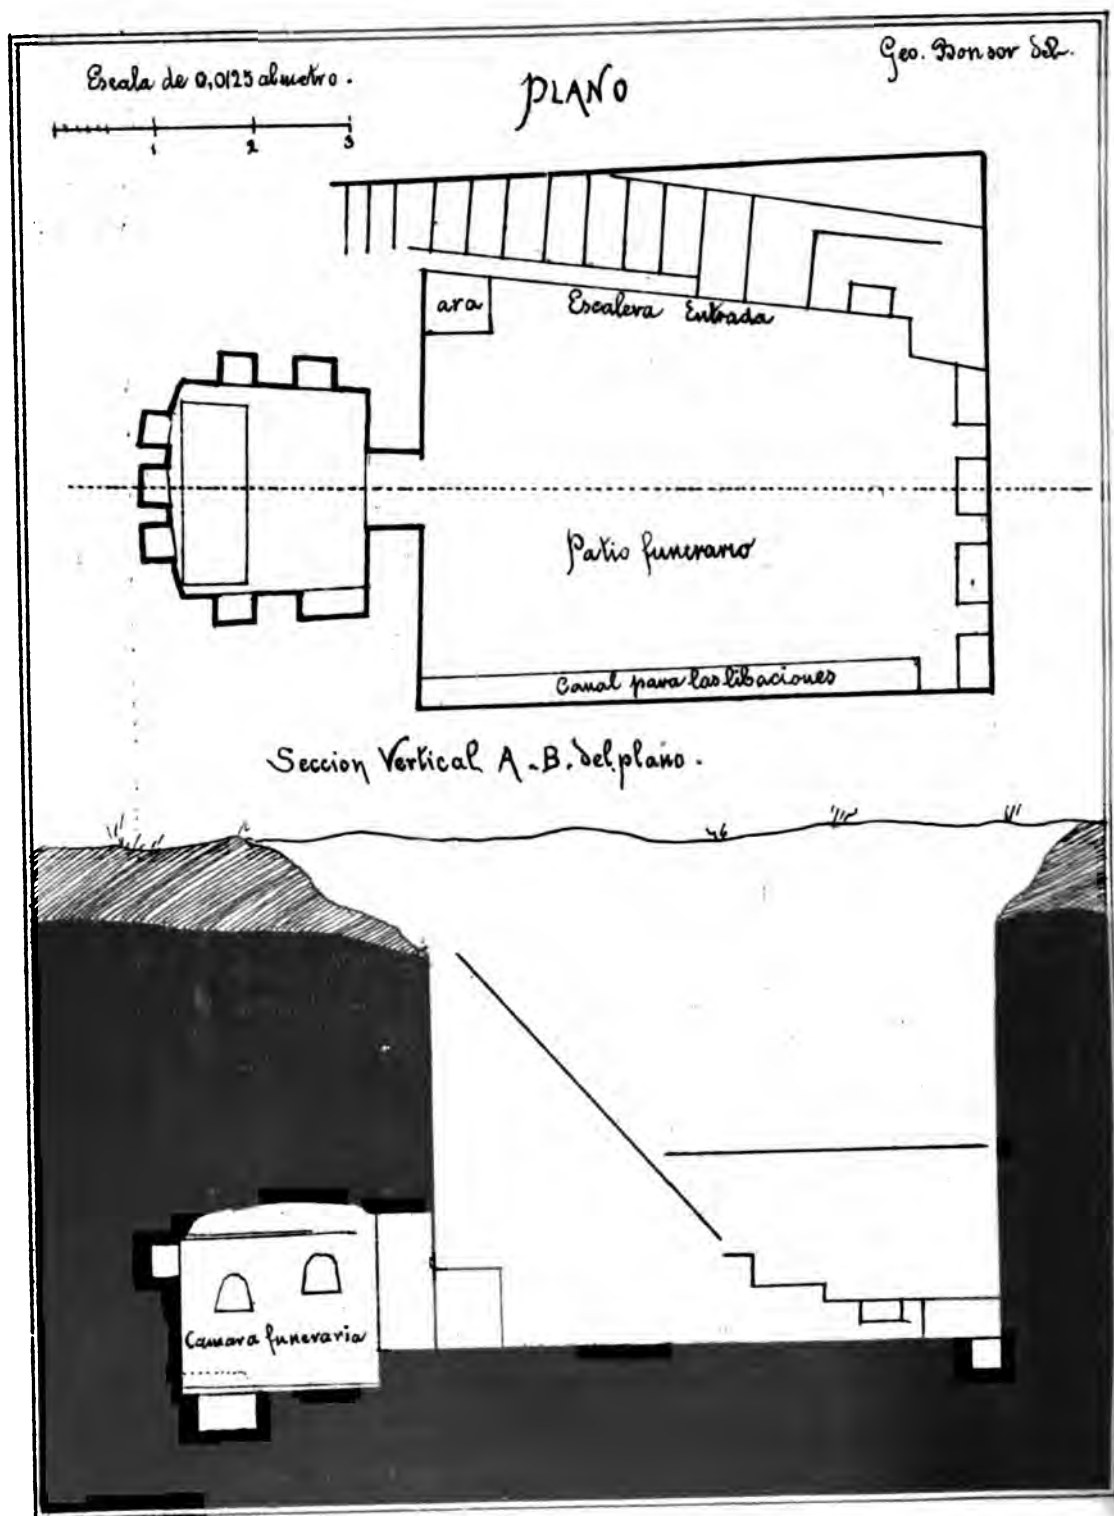 Escala de 0,0125 al metro.
1 2 3
PLANO
Geo. Bonsor del.
ara
Escalera Entrada
Patio funerario
Canal para las libaciones
Seccion Vertical A-B. del plano.
Camara funeraria